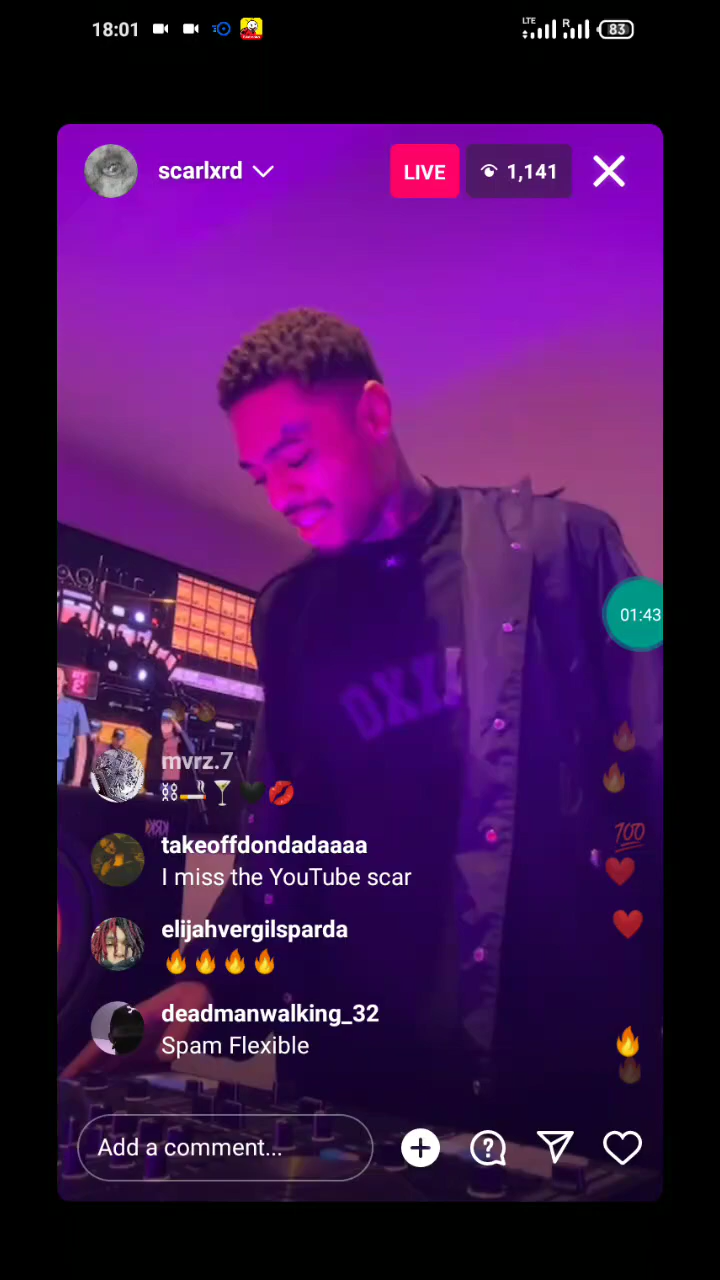 18:01
LTE
R
83
scarlxrd
LIVE
1,141
01:43
DXXA
mvrz.7
takeoffdondadaaaa
I miss the YouTube scar
elijahvergilsparda
deadmanwalking_32
Spam Flexible
Add a comment...